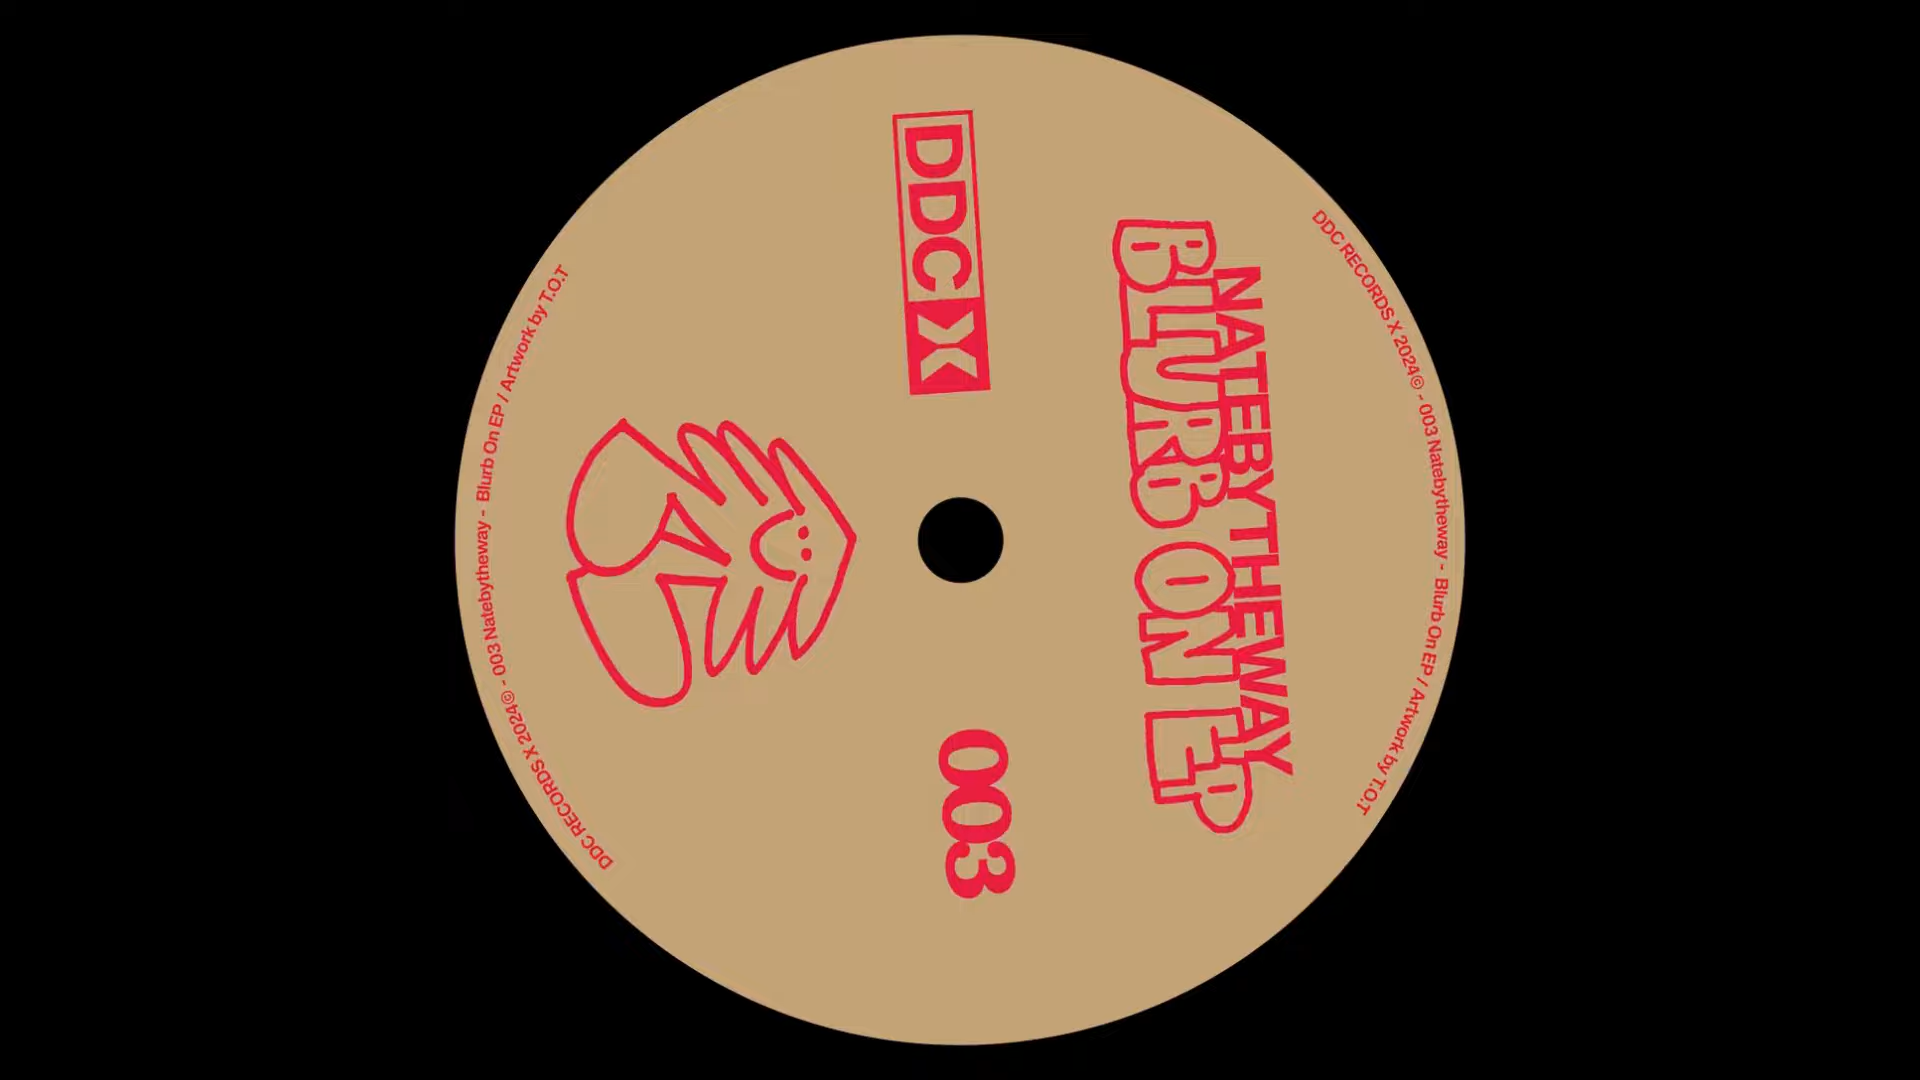 NATEBYTHEWAY
BLURB ON EP
DDC X
003
DDC RECORDS X 2024© - 003 Natebytheway - Blurb On EP / Artwork by T.O.T
DDC RECORDS X 2024© - 003 Natebytheway - Blurb On EP / Artwork by T.O.T